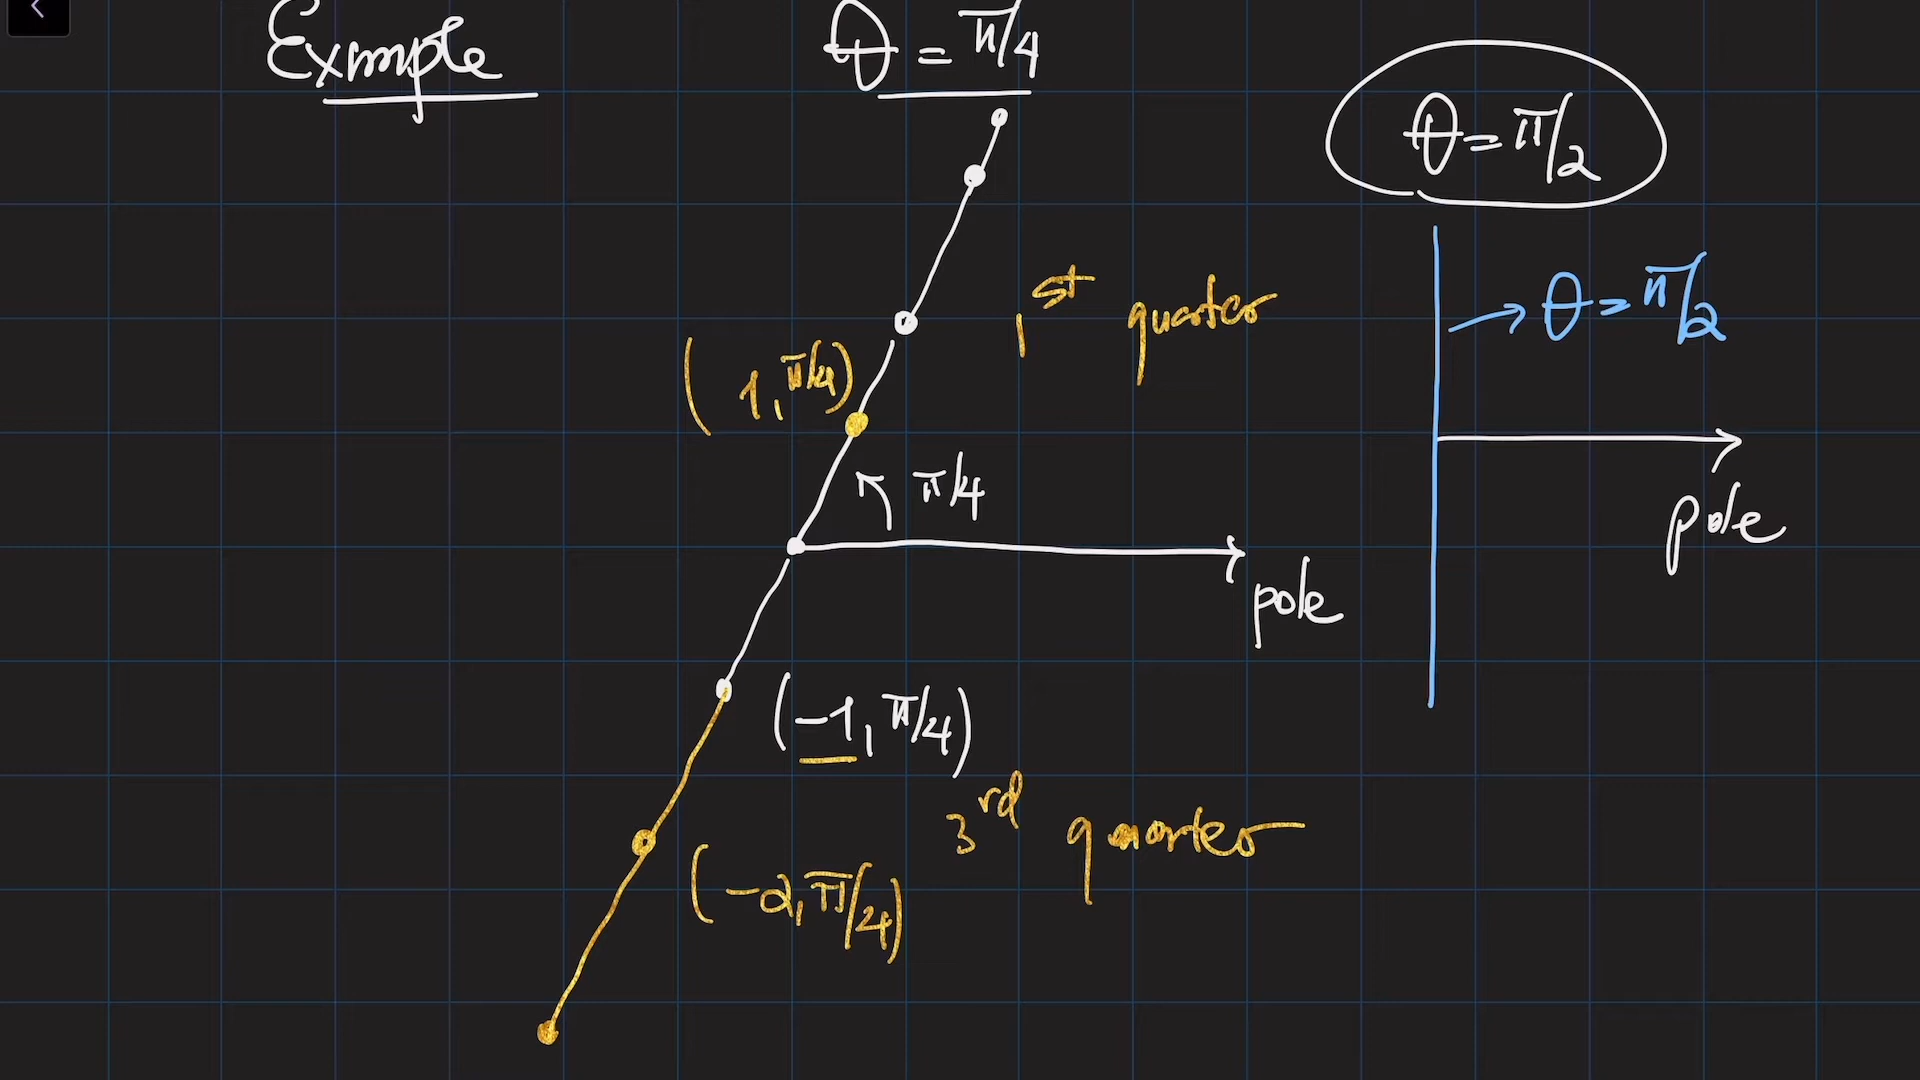 Example
θ = π/4
θ = π/2
1st quarter
→ θ = π/2
(1, π/4)
π/4
pole
pole
(-1, π/4)
3rd quarter
(-2, π/4)